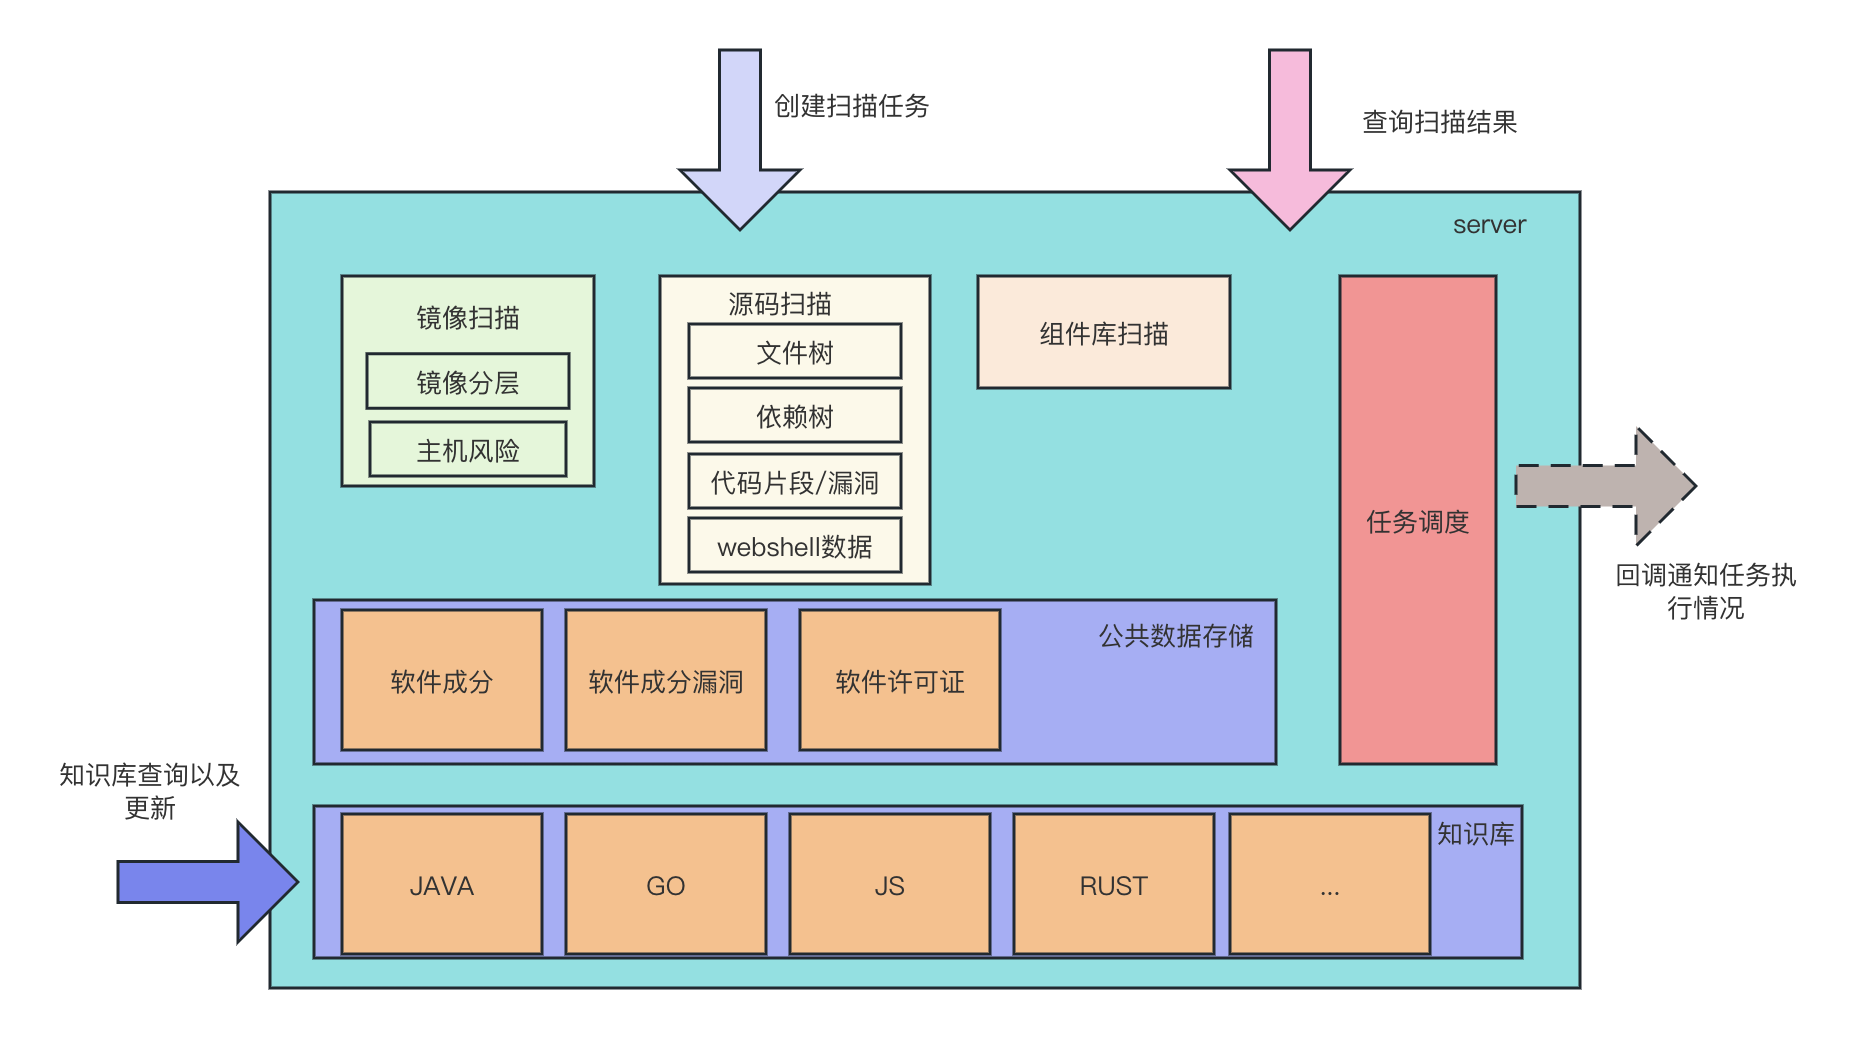 创建扫描任务
查询扫描结果
server
镜像扫描
镜像分层
主机风险
源码扫描
文件树
依赖树
代码片段/漏洞
webshell数据
组件库扫描
任务调度
回调通知任务执
行情况
公共数据存储
软件成分
软件成分漏洞
软件许可证
知识库查询以及
更新
知识库
JAVA
GO
JS
RUST
...